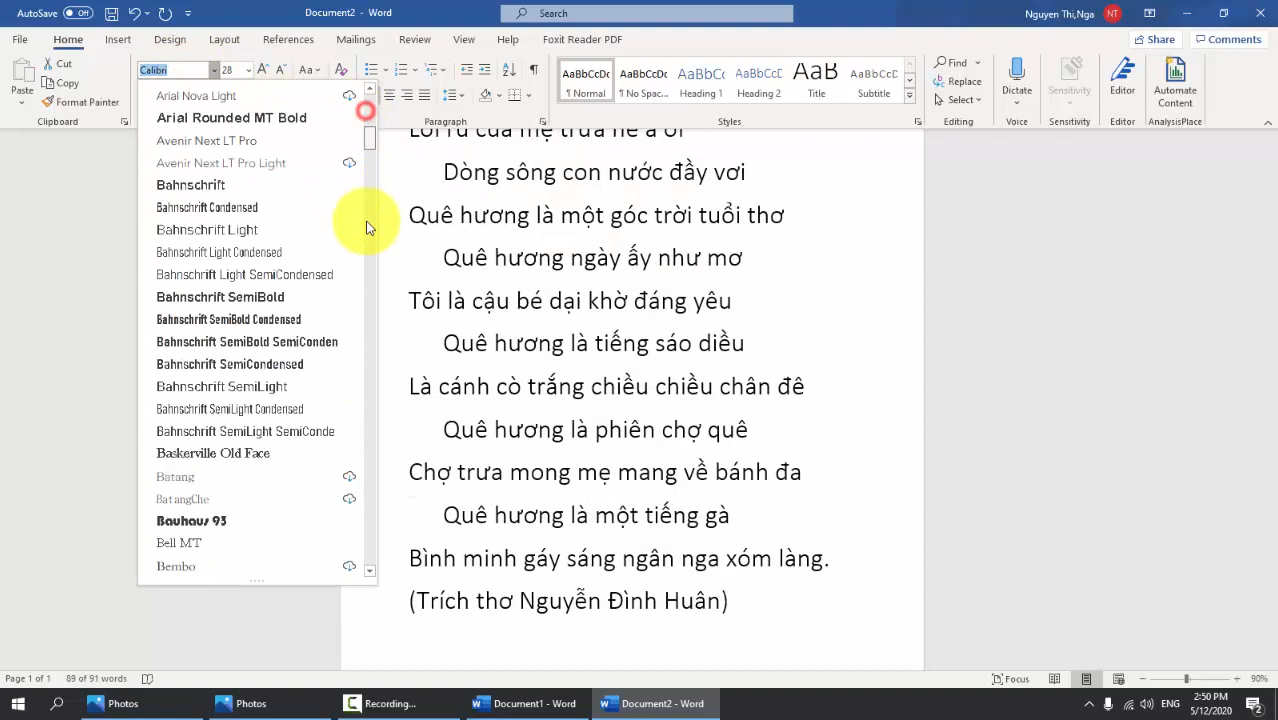 AutoSave Off Document2 - Word Search Nguyen Thi,Nga NT
File Home Insert Design Layout References Mailings Review View Help Foxit Reader PDF Share Comments
Paste Cut Copy Format Painter
Calibri 28 Aa
AaBbCcDc AaBbCcDc AaBbCc AaBbCcD AaB AaBbCcD
¶ Normal ¶ No Spac... Heading 1 Heading 2 Title Subtitle
Find Replace Select
Dictate Sensitivity Editor Automate Content
Clipboard Paragraph Styles Editing Voice Sensitivity Editor AnalysisPlace
Arial Nova Light
Arial Rounded MT Bold
Avenir Next LT Pro
Avenir Next LT Pro Light
Bahnschrift
Bahnschrift Condensed
Bahnschrift Light
Bahnschrift Light Condensed
Bahnschrift Light SemiCondensed
Bahnschrift SemiBold
Bahnschrift SemiBold Condensed
Bahnschrift SemiBold SemiConden
Bahnschrift SemiCondensed
Bahnschrift SemiLight
Bahnschrift SemiLight Condensed
Bahnschrift SemiLight SemiConde
Baskerville Old Face
Batang
BatangChe
Bauhaus 93
Bell MT
Bembo
Lời ru của mẹ trưa hè à ơi
Dòng sông con nước đầy vơi
Quê hương là một góc trời tuổi thơ
Quê hương ngày ấy như mơ
Tôi là cậu bé dại khờ đáng yêu
Quê hương là tiếng sáo diều
Là cánh cò trắng chiều chiều chân đê
Quê hương là phiên chợ quê
Chợ trưa mong mẹ mang về bánh đa
Quê hương là một tiếng gà
Bình minh gáy sáng ngân nga xóm làng.
(Trích thơ Nguyễn Đình Huân)
Page 1 of 1 89 of 91 words Focus 90%
Photos Photos Recording... Document1 - Word Document2 - Word 2:50 PM
5/12/2020 2